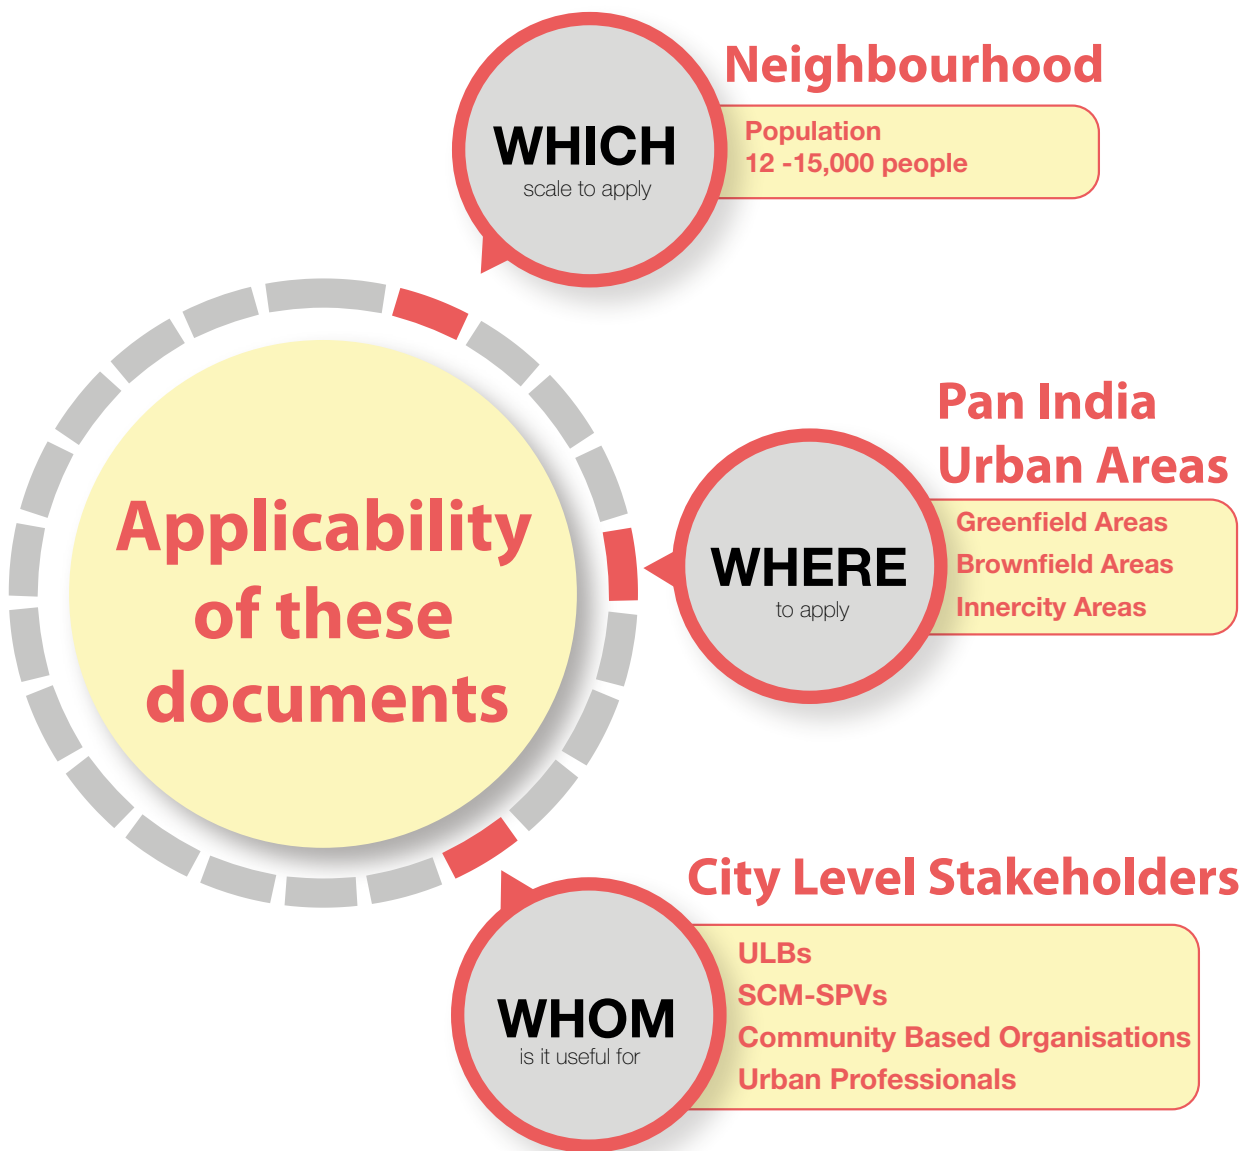 Neighbourhood
WHICH
scale to apply
Population
12 -15,000 people
Applicability
of these
documents
Pan India
Urban Areas
WHERE
to apply
Greenfield Areas
Brownfield Areas
Innercity Areas
City Level Stakeholders
WHOM
is it useful for
ULBs
SCM-SPVs
Community Based Organisations
Urban Professionals